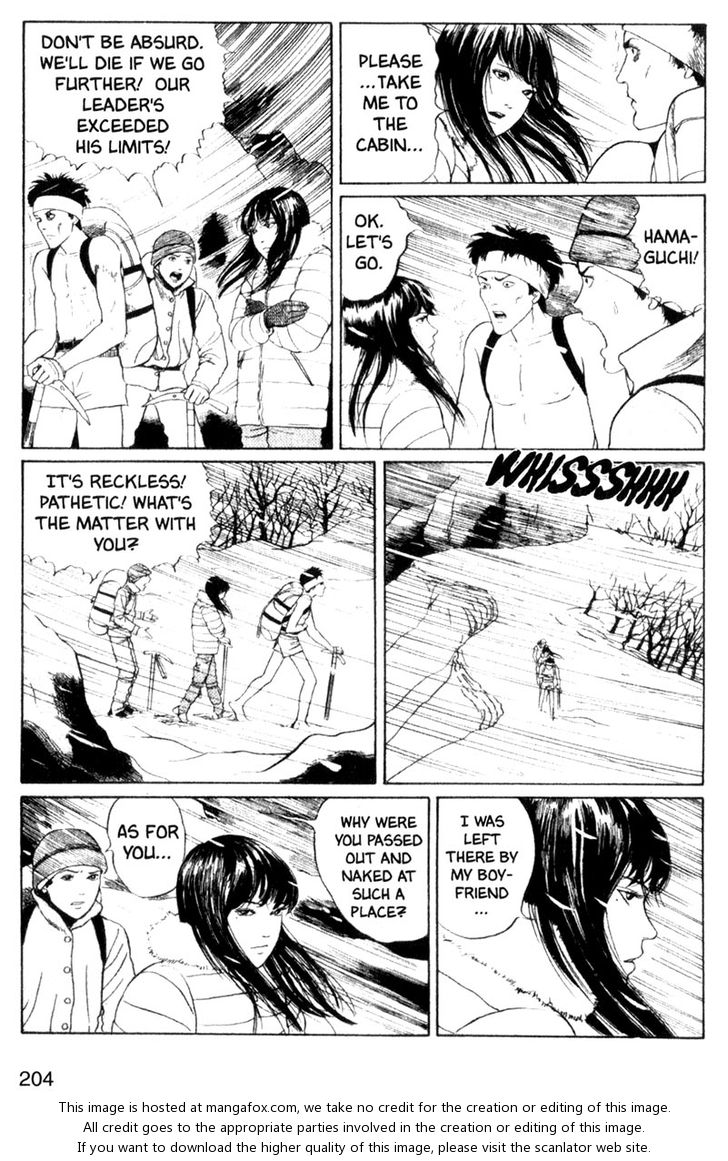 DON'T BE ABSURD.
WE'LL DIE IF WE GO
FURTHER! OUR
LEADER'S
EXCEEDED
HIS LIMITS!
PLEASE
...TAKE
ME TO
THE
CABIN...
OK.
LET'S
GO.
HAMA-
GUCHI!
IT'S RECKLESS!
PATHETIC! WHAT'S
THE MATTER WITH
YOU?
WHISSSSHHH
AS FOR
YOU...
WHY WERE
YOU PASSED
OUT AND
NAKED AT
SUCH A
PLACE?
I WAS
LEFT
THERE BY
MY BOY-
FRIEND
...
204
This image is hosted at mangafox.com, we take no credit for the creation or editing of this image.
All credit goes to the appropriate parties involved in the creation or editing of this image.
If you want to download the higher quality of this image, please visit the scanlator web site.